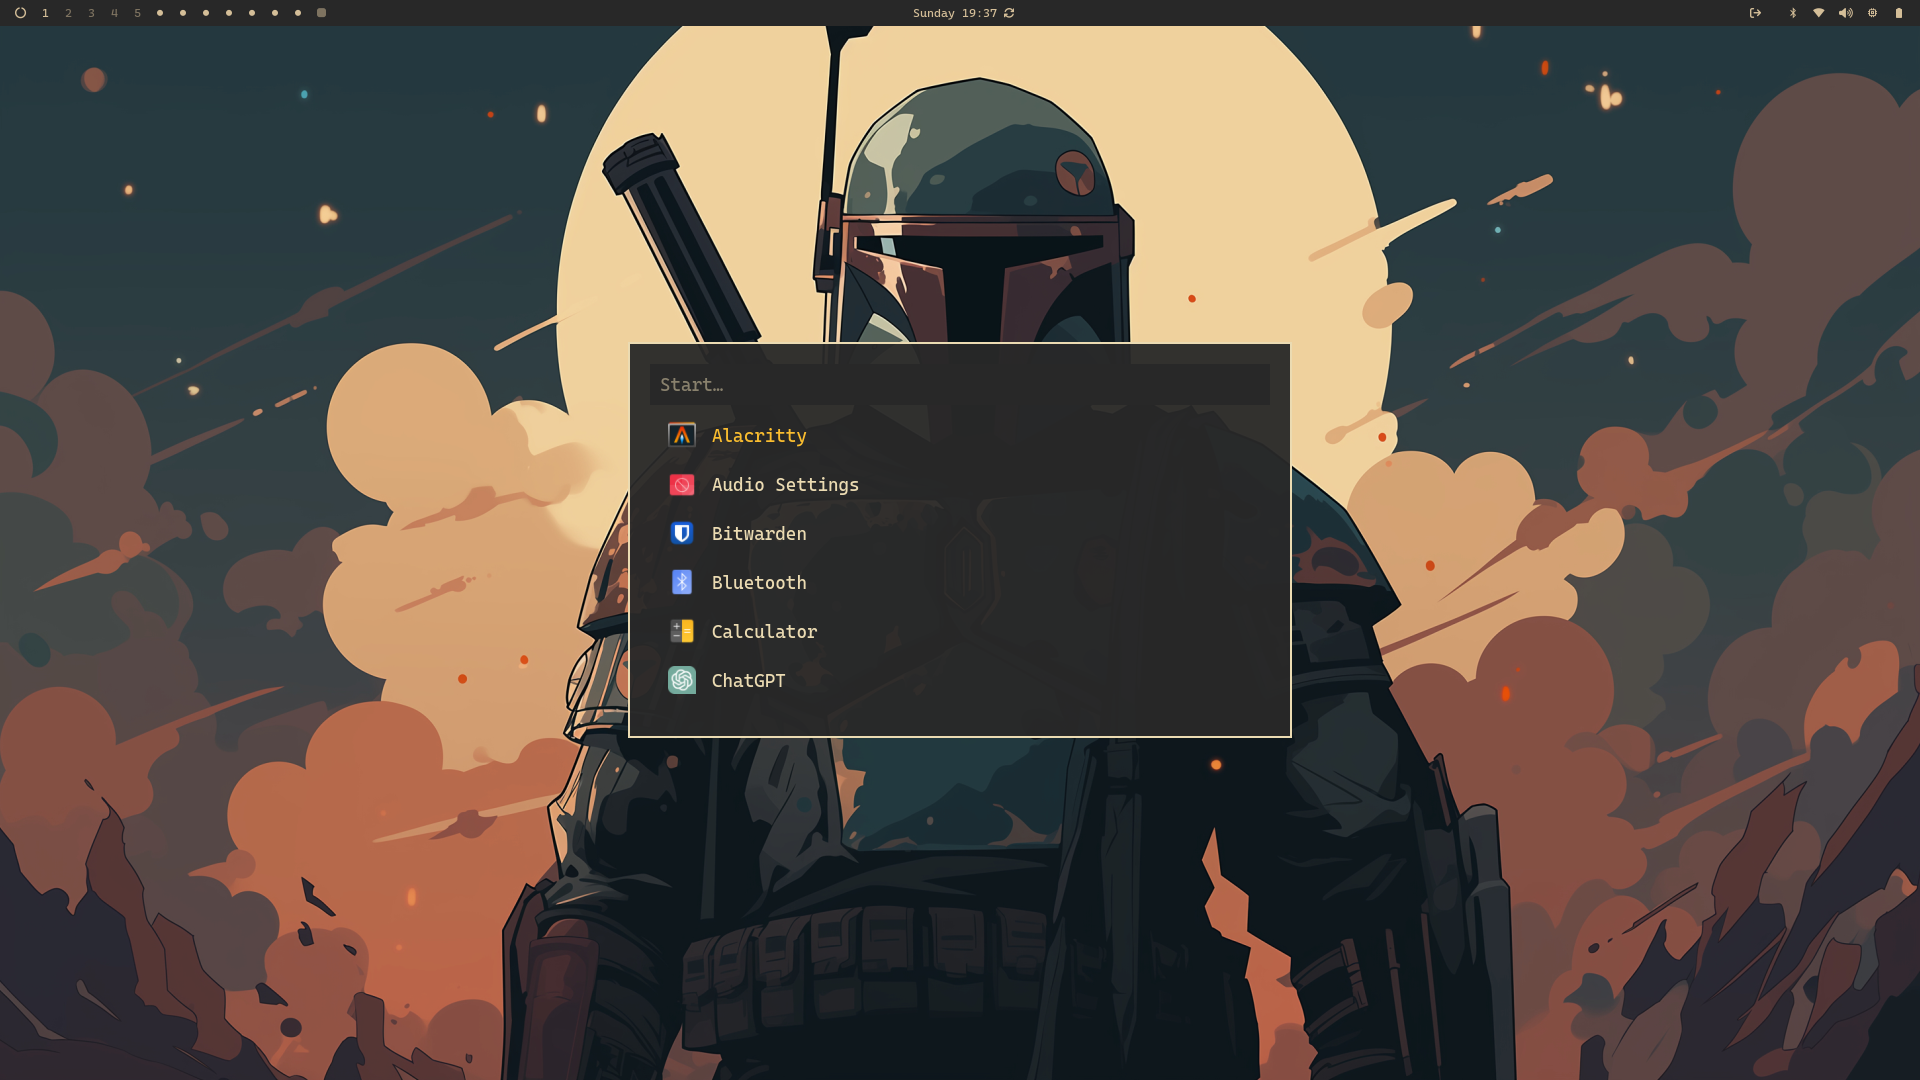 1 2 3 4 5
Sunday 19:37
Start…
Alacritty
Audio Settings
Bitwarden
Bluetooth
Calculator
ChatGPT